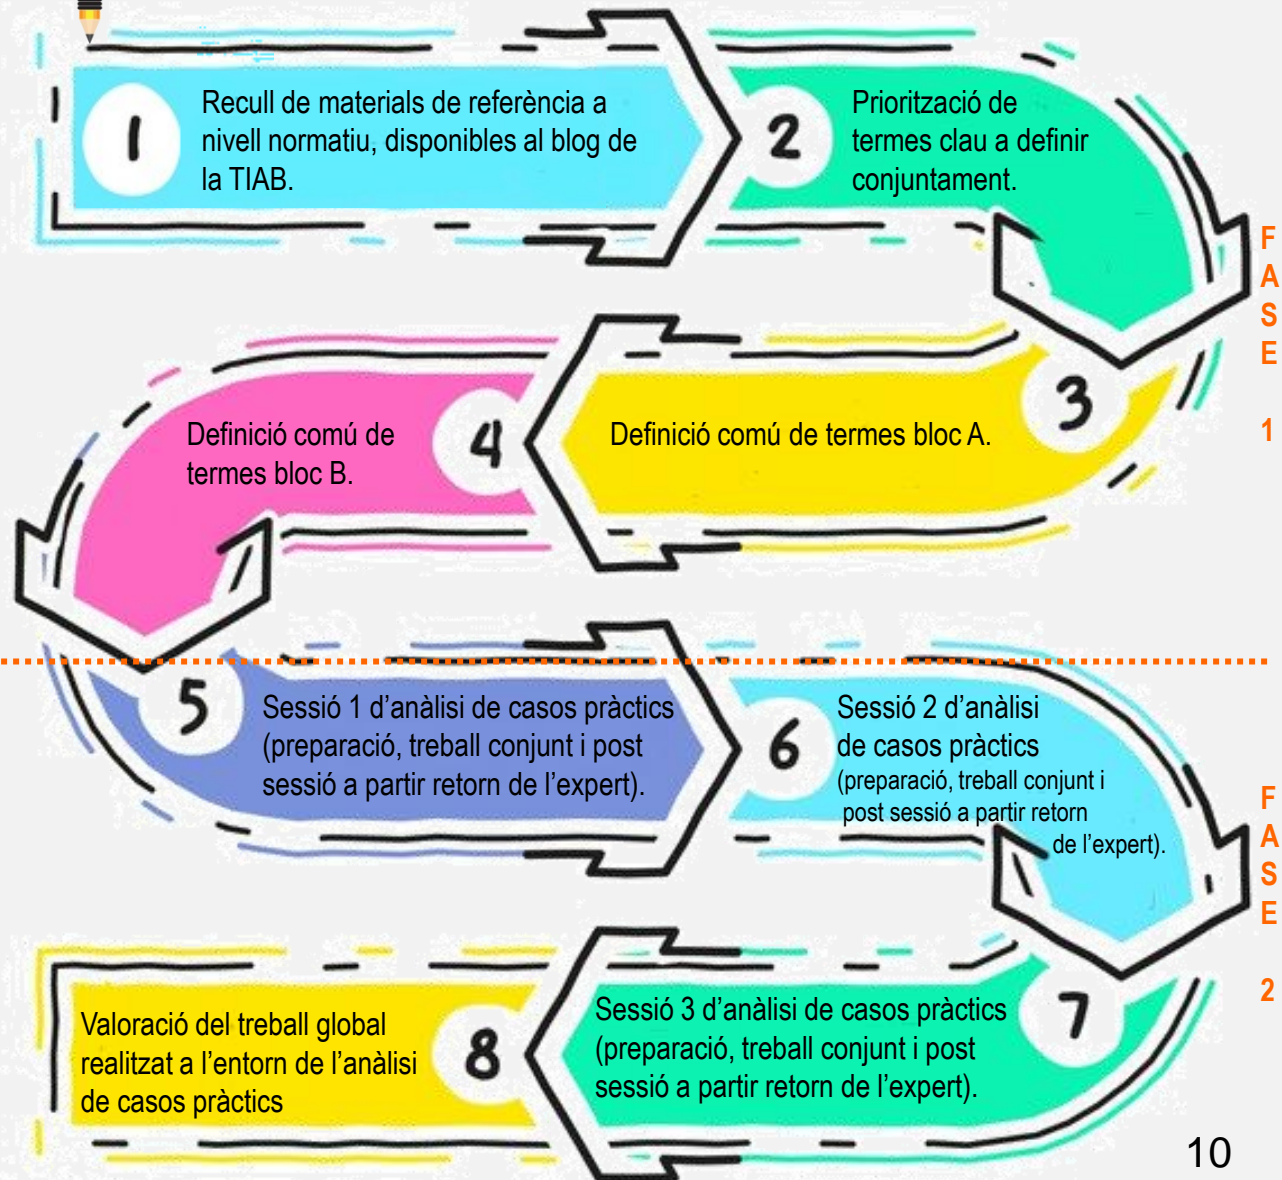 1
Recull de materials de referència a
nivell normatiu, disponibles al blog de
la TIAB.
2
Priorització de
termes clau a definir
conjuntament.
3
Definició comú de termes bloc A.
4
Definició comú de
termes bloc B.
FASE 1
5
Sessió 1 d’anàlisi de casos pràctics
(preparació, treball conjunt i post
sessió a partir retorn de l’expert).
6
Sessió 2 d’anàlisi
de casos pràctics
(preparació, treball conjunt i
post sessió a partir retorn
de l’expert).
7
Sessió 3 d’anàlisi de casos pràctics
(preparació, treball conjunt i post
sessió a partir retorn de l’expert).
8
Valoració del treball global
realitzat a l’entorn de l’anàlisi
de casos pràctics
FASE 2
10